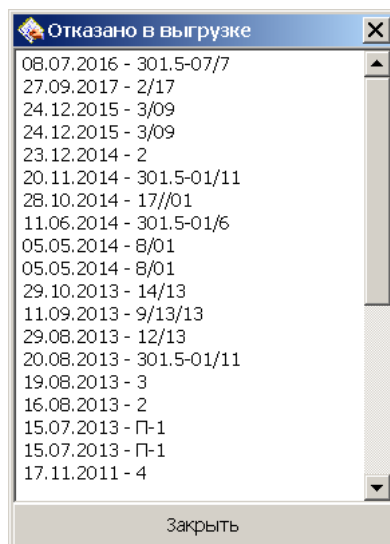 Отказано в выгрузке
08.07.2016 - 301.5-07/7
27.09.2017 - 2/17
24.12.2015 - 3/09
24.12.2015 - 3/09
23.12.2014 - 2
20.11.2014 - 301.5-01/11
28.10.2014 - 17//01
11.06.2014 - 301.5-01/6
05.05.2014 - 8/01
05.05.2014 - 8/01
29.10.2013 - 14/13
11.09.2013 - 9/13/13
29.08.2013 - 12/13
20.08.2013 - 301.5-01/11
19.08.2013 - 3
16.08.2013 - 2
15.07.2013 - П-1
15.07.2013 - П-1
17.11.2011 - 4
Закрыть